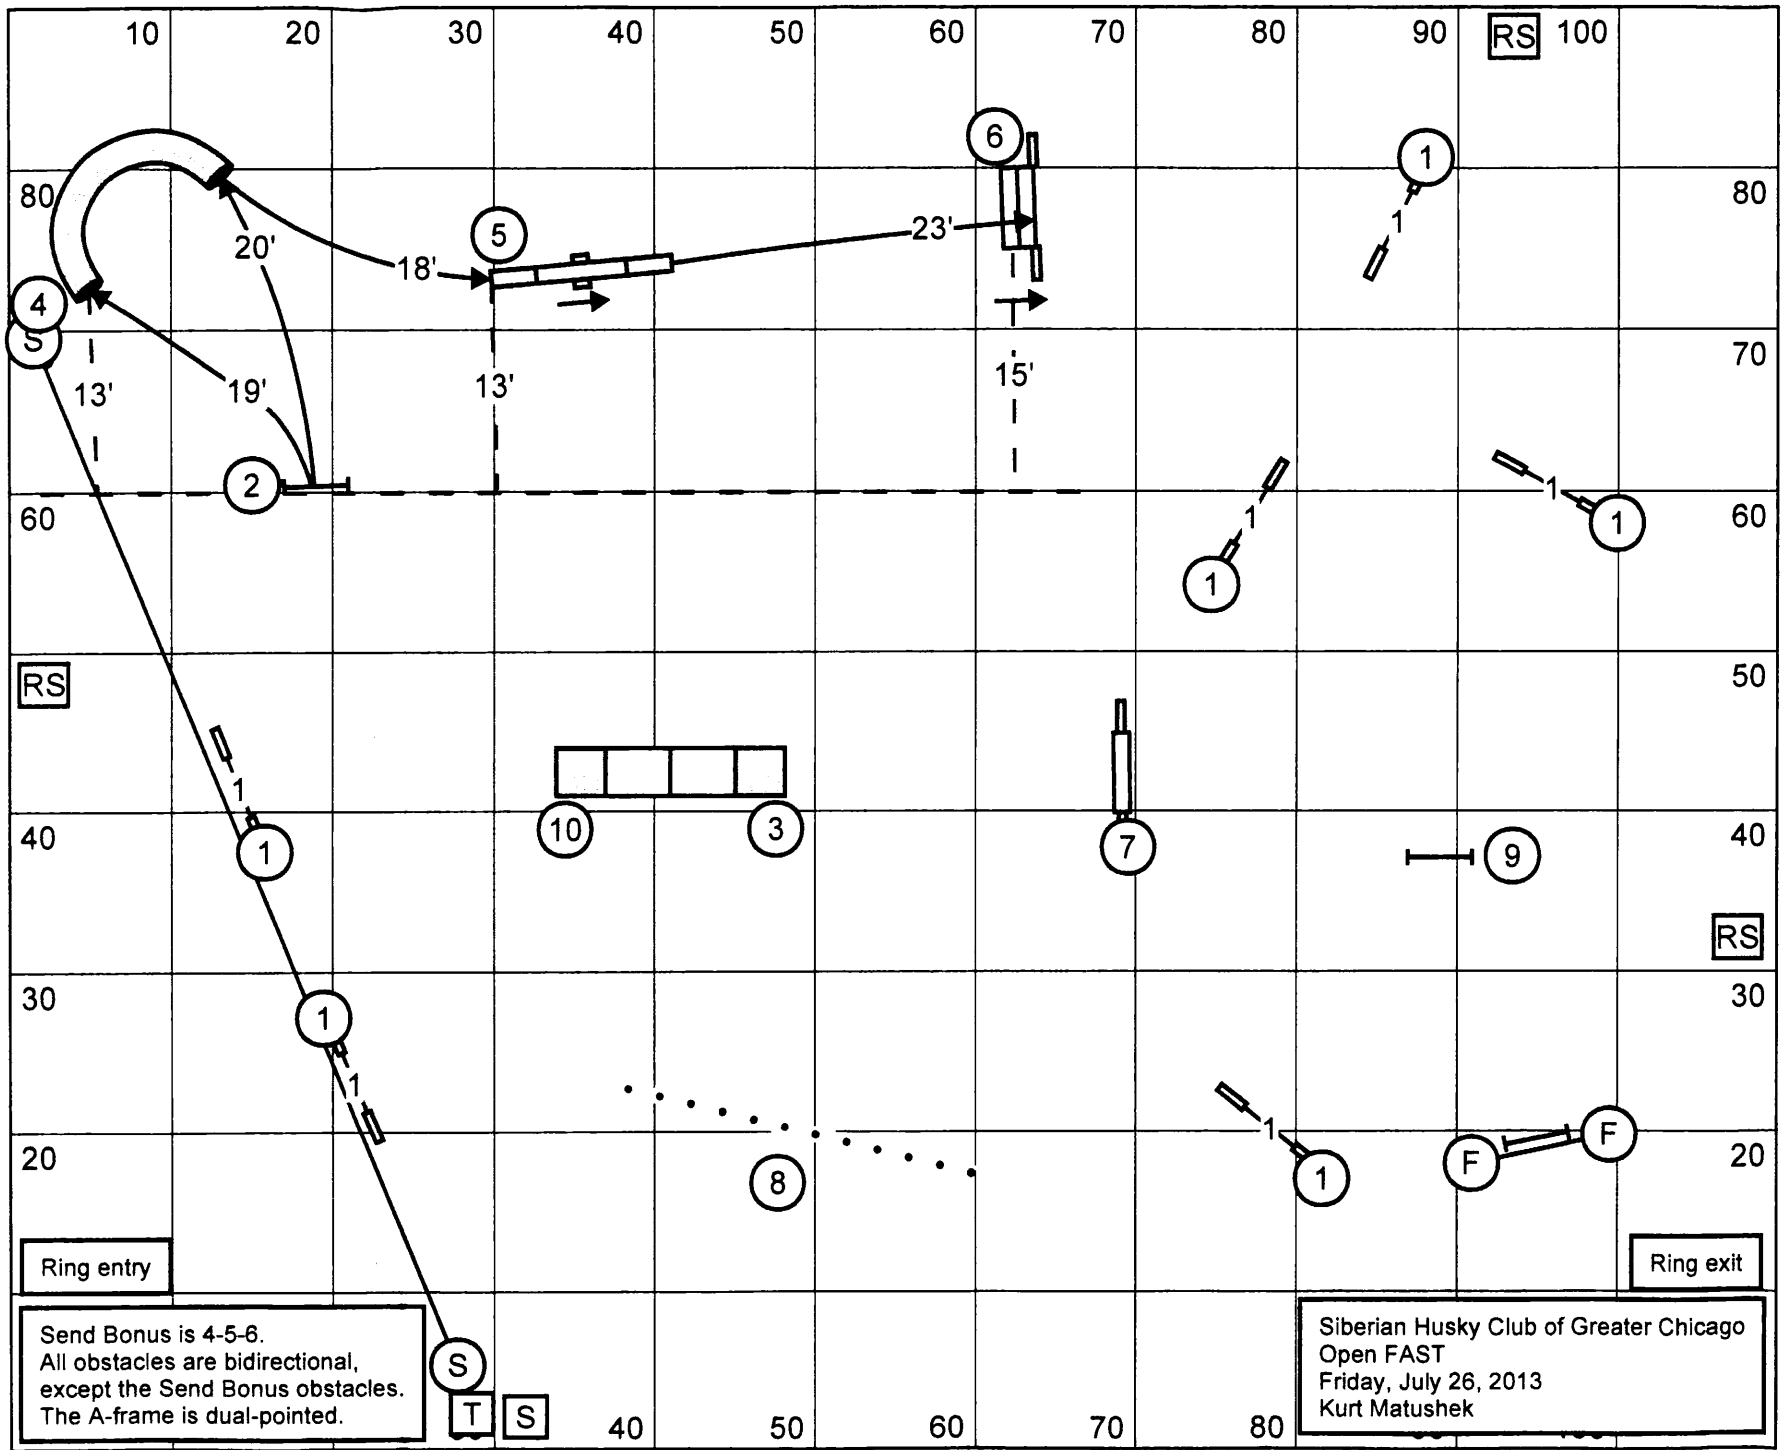 10 20 30 40 50 60 70 80 90 RS 100
6
1
80 80
1
5
20' 23'
18'
4
S
70
13' 19' 13' 15'
2
1
1
60 60
1
1
RS
50
1
10 3
40 40
1
7
9
RS
30 30
1
1
1
20 20
8
1
F F
Ring entry
Ring exit
Send Bonus is 4-5-6.
All obstacles are bidirectional,
except the Send Bonus obstacles.
The A-frame is dual-pointed.
S
T S
40 50 60 70 80
Siberian Husky Club of Greater Chicago
Open FAST
Friday, July 26, 2013
Kurt Matushek